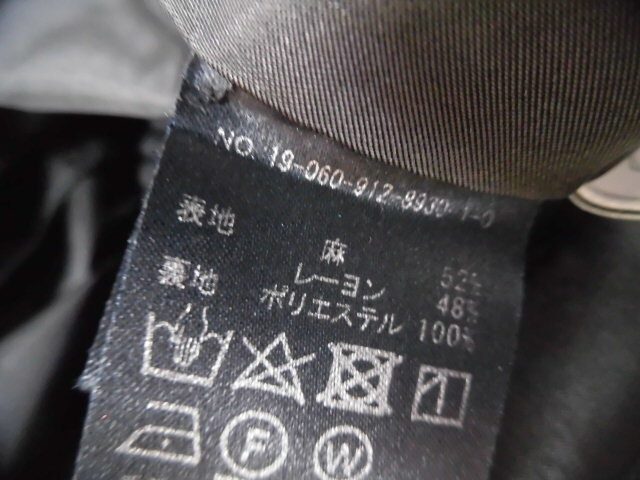 NO. 19-060-912-8930-1-0
表地 麻 52%
レーヨン 48%
裏地 ポリエステル 100%
F W